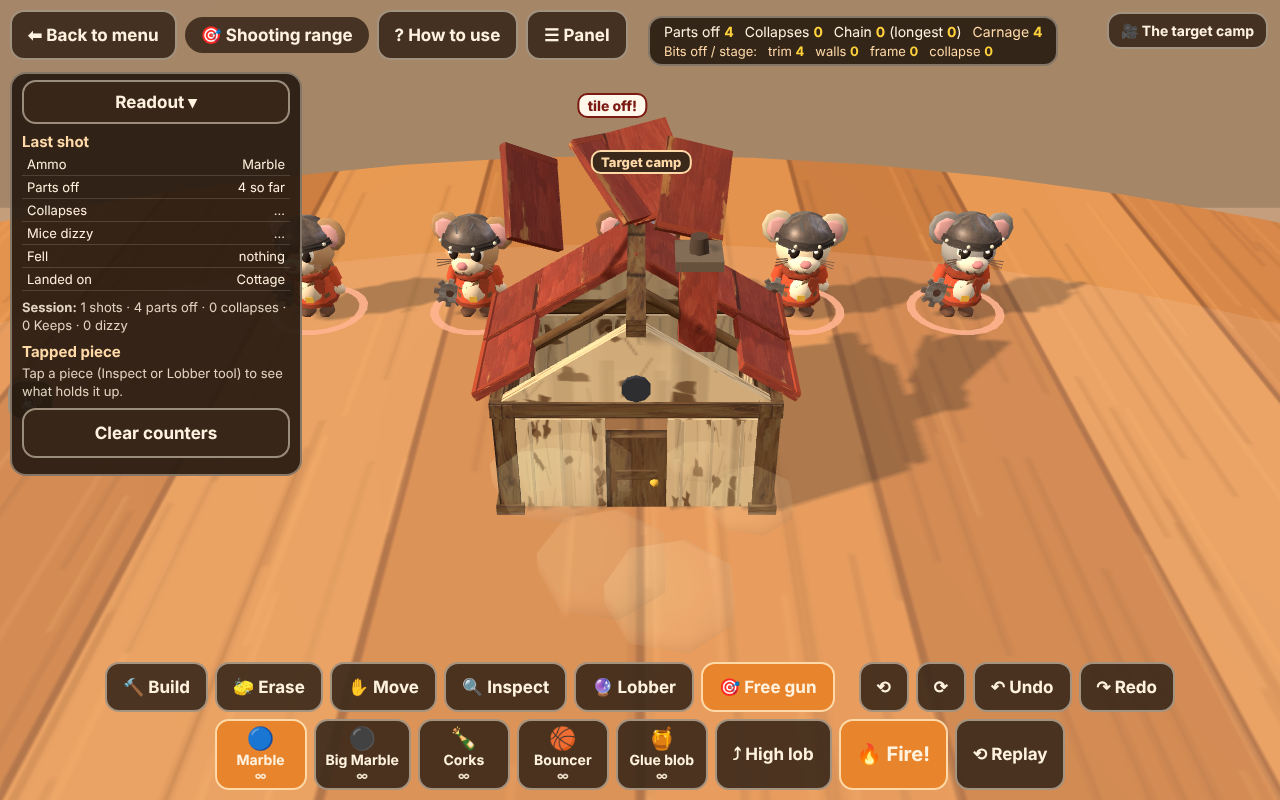 ⬅ Back to menu
🎯 Shooting range
? How to use
☰ Panel
Parts off 4 Collapses 0 Chain 0 (longest 0) Carnage 4
Bits off / stage: trim 4 walls 0 frame 0 collapse 0
🎥 The target camp
Readout ▾
Last shot
Ammo Marble
Parts off 4 so far
Collapses ...
Mice dizzy ...
Fell nothing
Landed on Cottage
Session: 1 shots · 4 parts off · 0 collapses ·
0 Keeps · 0 dizzy
Tapped piece
Tap a piece (Inspect or Lobber tool) to see
what holds it up.
Clear counters
tile off!
Target camp
🔨 Build
🧽 Erase
✋ Move
🔍 Inspect
🔮 Lobber
🎯 Free gun
⟲
⟳
↶ Undo
↷ Redo
Marble
∞
Big Marble
∞
Corks
∞
Bouncer
∞
Glue blob
∞
⤴ High lob
🔥 Fire!
⟲ Replay